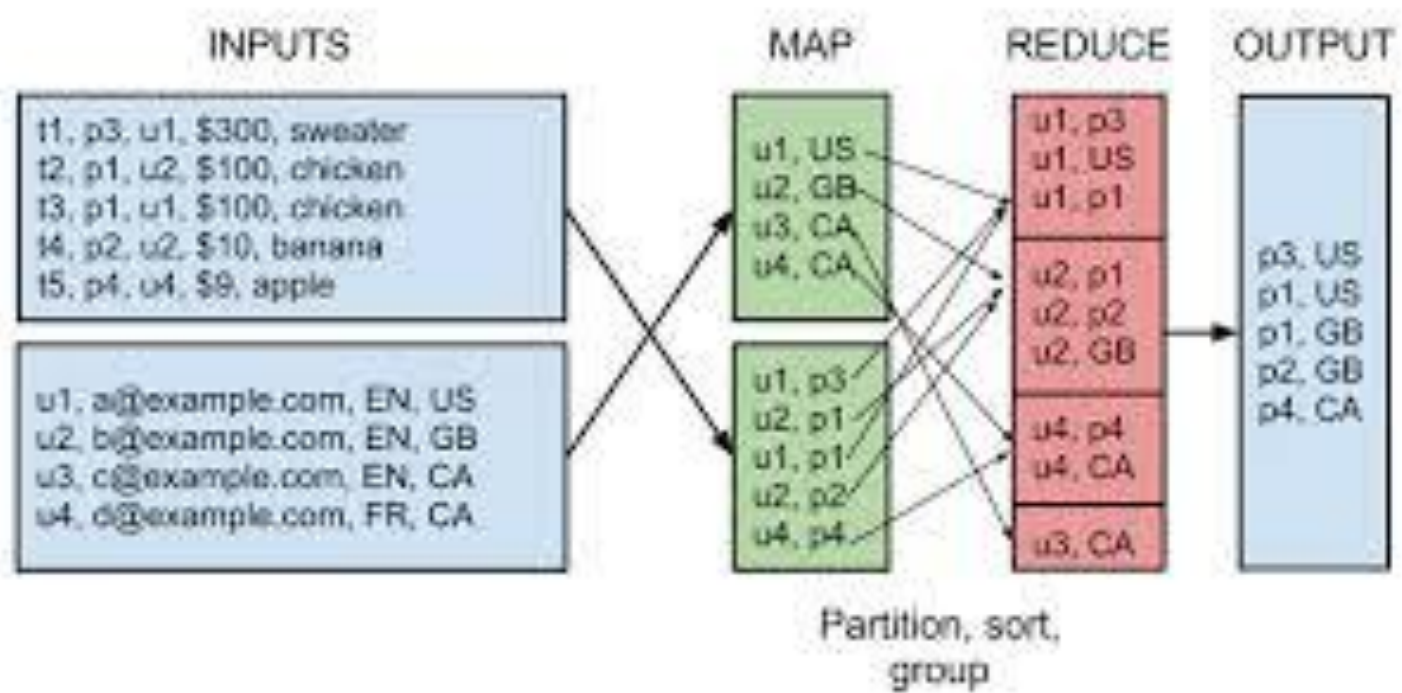 INPUTS
t1, p3, u1, $300, sweater
t2, p1, u2, $100, chicken
t3, p1, u1, $100, chicken
t4, p2, u2, $10, banana
t5, p4, u4, $9, apple
u1, a@example.com, EN, US
u2, b@example.com, EN, GB
u3, c@example.com, EN, CA
u4, d@example.com, FR, CA
MAP
u1, US
u2, GB
u3, CA
u4, CA
u1, p3
u2, p1
u1, p1
u2, p2
u4, p4
Partition, sort,
group
REDUCE
u1, p3
u1, US
u1, p1
u2, p1
u2, p2
u2, GB
u4, p4
u4, CA
u3, CA
OUTPUT
p3, US
p1, US
p1, GB
p2, GB
p4, CA